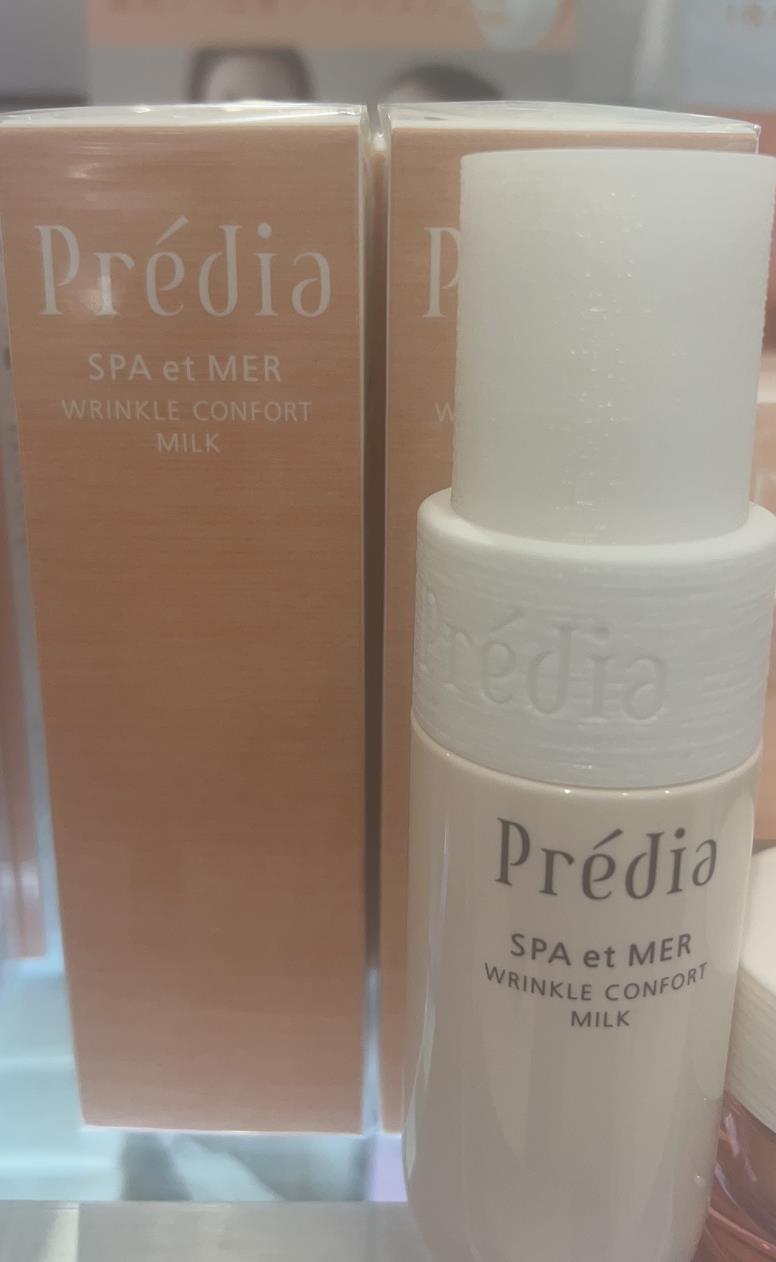 Prédia
SPA et MER
WRINKLE CONFORT
MILK
P
W
Prédia
Prédia
SPA et MER
WRINKLE CONFORT
MILK